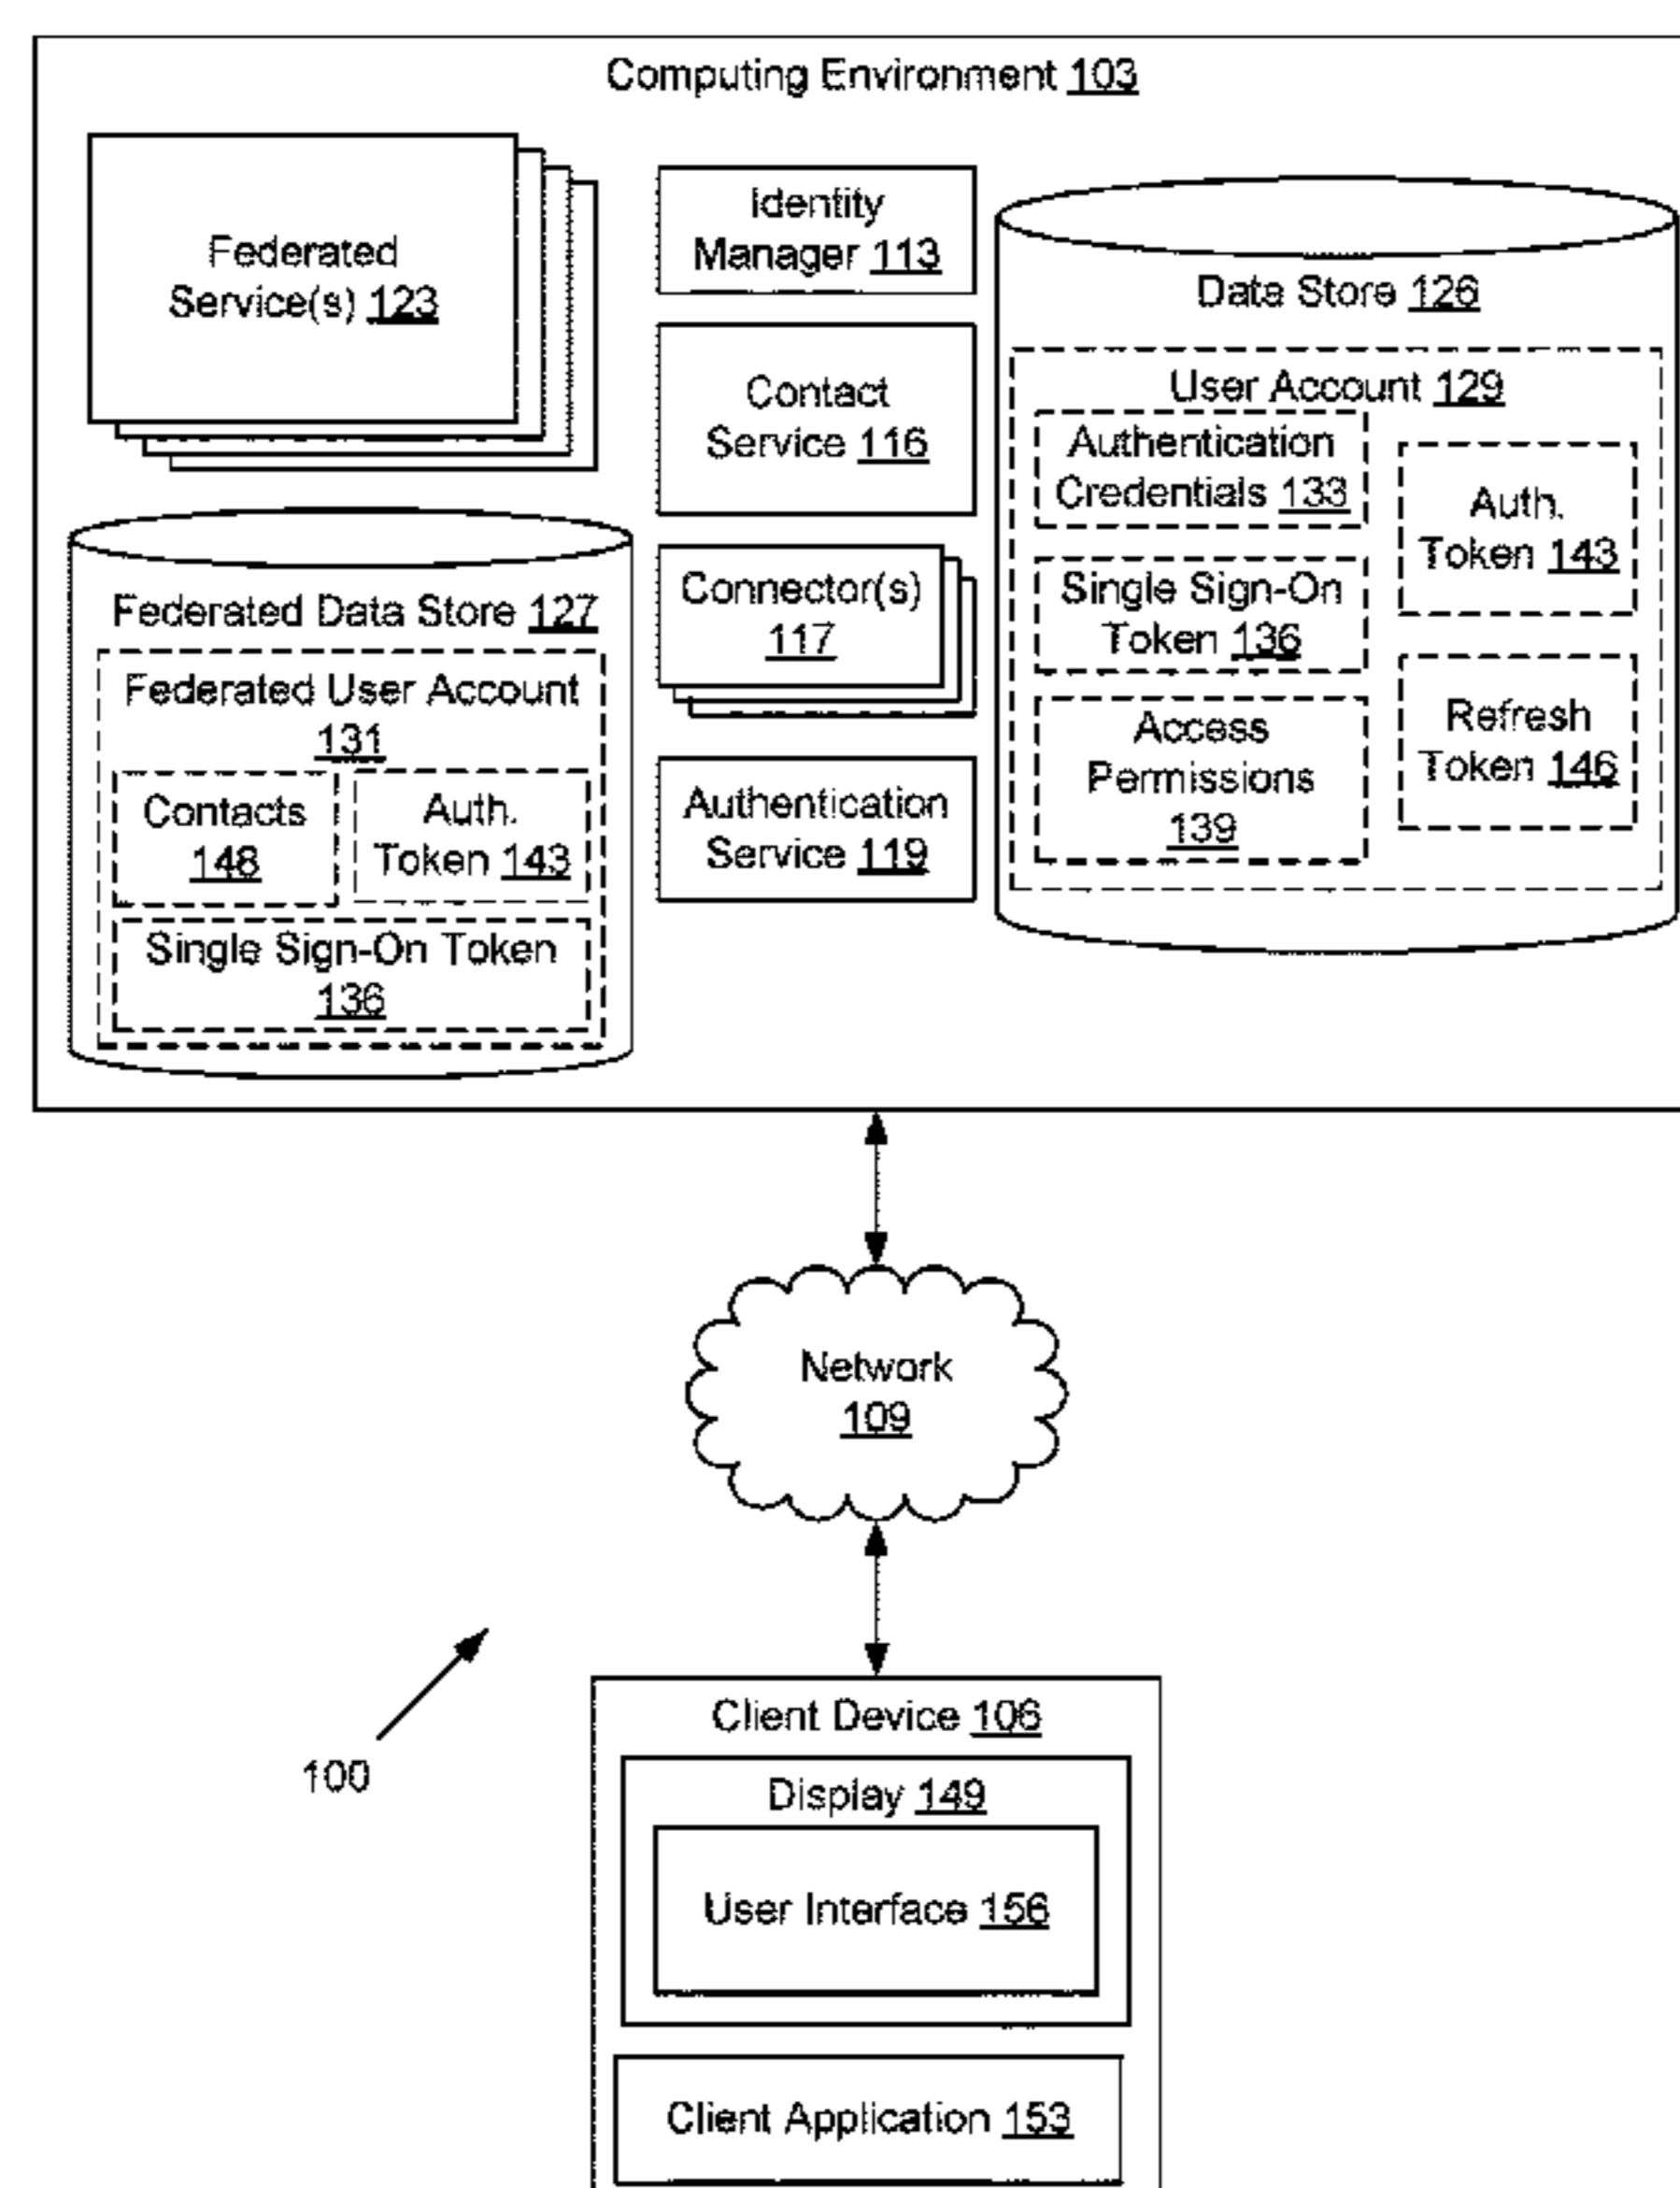 Computing Environment 103
Federated
Service(s) 123
Identity
Manager 113
Contact
Service 116
Connector(s)
117
Authentication
Service 119
Data Store 126
User Account 129
Authentication
Credentials 133
Single Sign-On
Token 136
Access
Permissions
139
Auth.
Token 143
Refresh
Token 146
Federated Data Store 127
Federated User Account
131
Contacts
148
Auth.
Token 143
Single Sign-On Token
136
Network
109
100
Client Device 106
Display 149
User Interface 156
Client Application 153